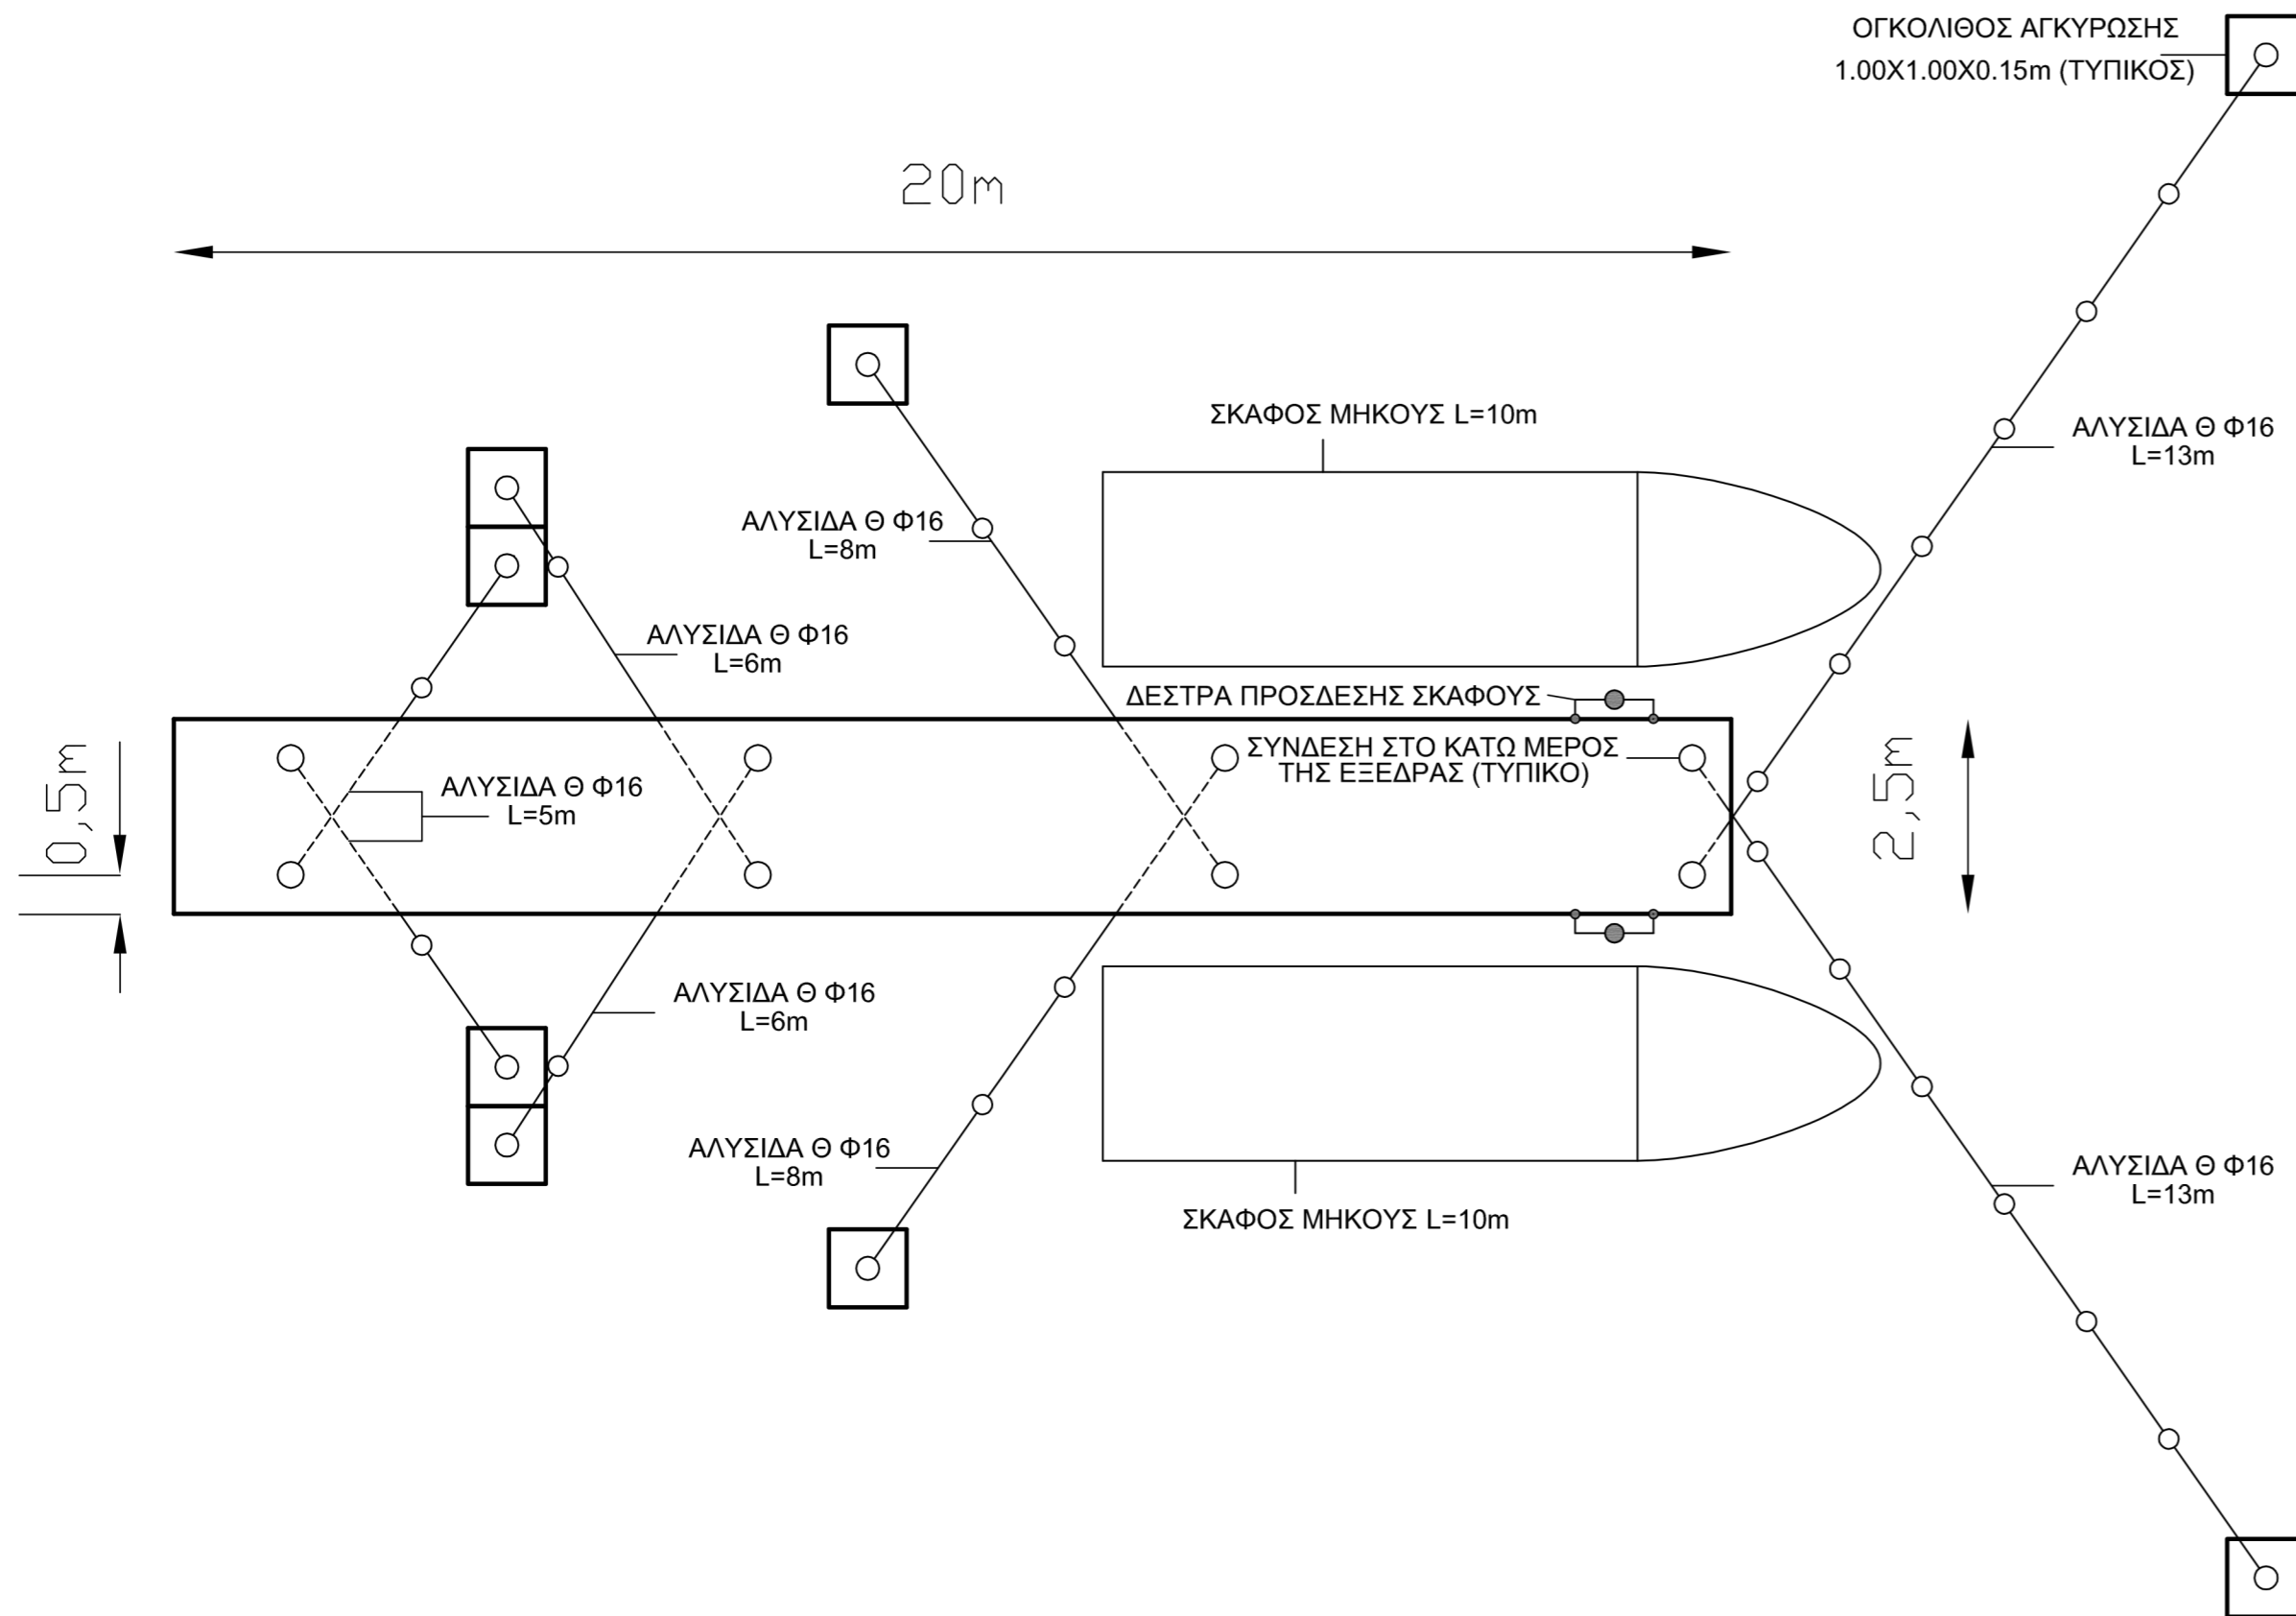 ΟΓΚΟΛΙΘΟΣ ΑΓΚΥΡΩΣΗΣ
1.00X1.00X0.15m (ΤΥΠΙΚΟΣ)
20m
ΣΚΑΦΟΣ ΜΗΚΟΥΣ L=10m
ΑΛΥΣΙΔΑ Θ Φ16
L=13m
ΑΛΥΣΙΔΑ Θ Φ16
L=8m
ΑΛΥΣΙΔΑ Θ Φ16
L=6m
ΔΕΣΤΡΑ ΠΡΟΣΔΕΣΗΣ ΣΚΑΦΟΥΣ
ΣΥΝΔΕΣΗ ΣΤΟ ΚΑΤΩ ΜΕΡΟΣ
ΤΗΣ ΕΞΕΔΡΑΣ (ΤΥΠΙΚΟ)
0,5m
ΑΛΥΣΙΔΑ Θ Φ16
L=5m
2,5m
ΑΛΥΣΙΔΑ Θ Φ16
L=6m
ΑΛΥΣΙΔΑ Θ Φ16
L=8m
ΑΛΥΣΙΔΑ Θ Φ16
L=13m
ΣΚΑΦΟΣ ΜΗΚΟΥΣ L=10m